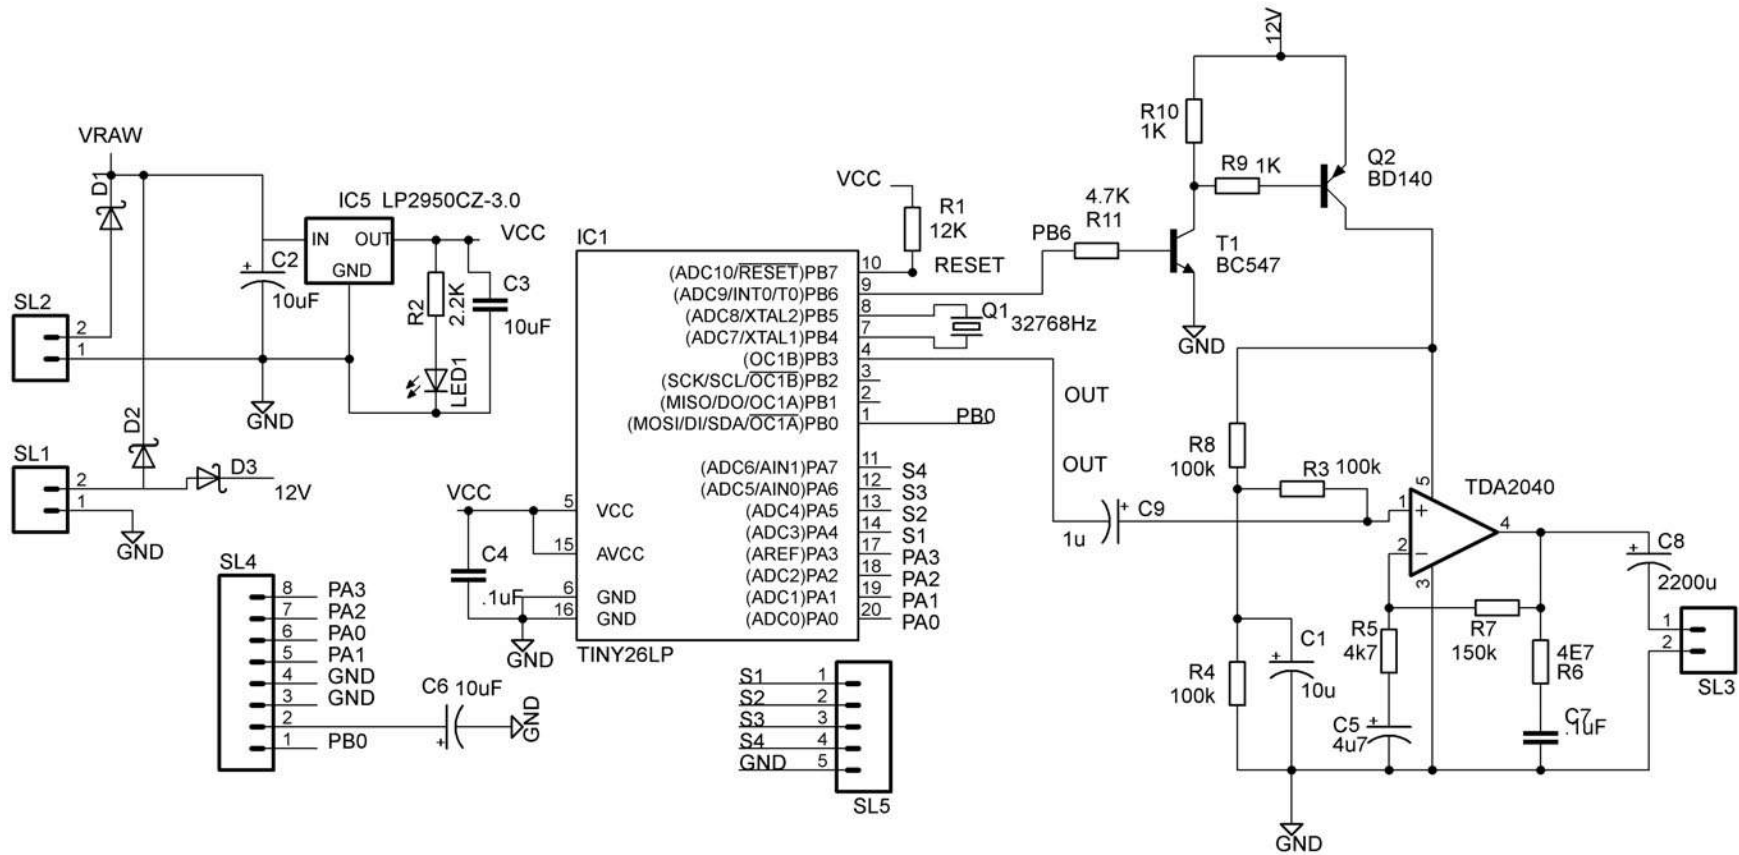 12V
VRAW
D1
IC5 LP2950CZ-3.0
IN OUT
GND
VCC
C2
10uF
R2
2.2K
C3
10uF
LED1
SL2
2
1
GND
D2
SL1
2
1
D3
12V
GND
SL4
8 PA3
7 PA2
6 PA0
5 PA1
4 GND
3 GND
2
1 PB0
C6 10uF
GND
VCC
C4
.1uF
GND
IC1
5 VCC
15 AVCC
6 GND
16 GND
TINY26LP
(ADC10/RESET)PB7 10
(ADC9/INT0/T0)PB6 9
(ADC8/XTAL2)PB5 8
(ADC7/XTAL1)PB4 7
(OC1B)PB3 4
(SCK/SCL/OC1B)PB2 3
(MISO/DO/OC1A)PB1 2
(MOSI/DI/SDA/OC1A)PB0 1 PB0
(ADC6/AIN1)PA7 11 S4
(ADC5/AIN0)PA6 12 S3
(ADC4)PA5 13 S2
(ADC3)PA4 14 S1
(AREF)PA3 17 PA3
(ADC2)PA2 18 PA2
(ADC1)PA1 19 PA1
(ADC0)PA0 20 PA0
VCC
R1
12K
RESET
Q1
32768Hz
S1 1
S2 2
S3 3
S4 4
GND 5
SL5
R10
1K
R9 1K
Q2
BD140
4.7K
R11
PB6
T1
BC547
GND
OUT
OUT
R8
100k
R3 100k
C9
1u
TDA2040
5
1
+
2
−
4
3
C8
2200u
R5
4k7
R7
150k
4E7
R6
C1
10u
R4
100k
C5
4u7
C7
.1uF
1
2
SL3
GND